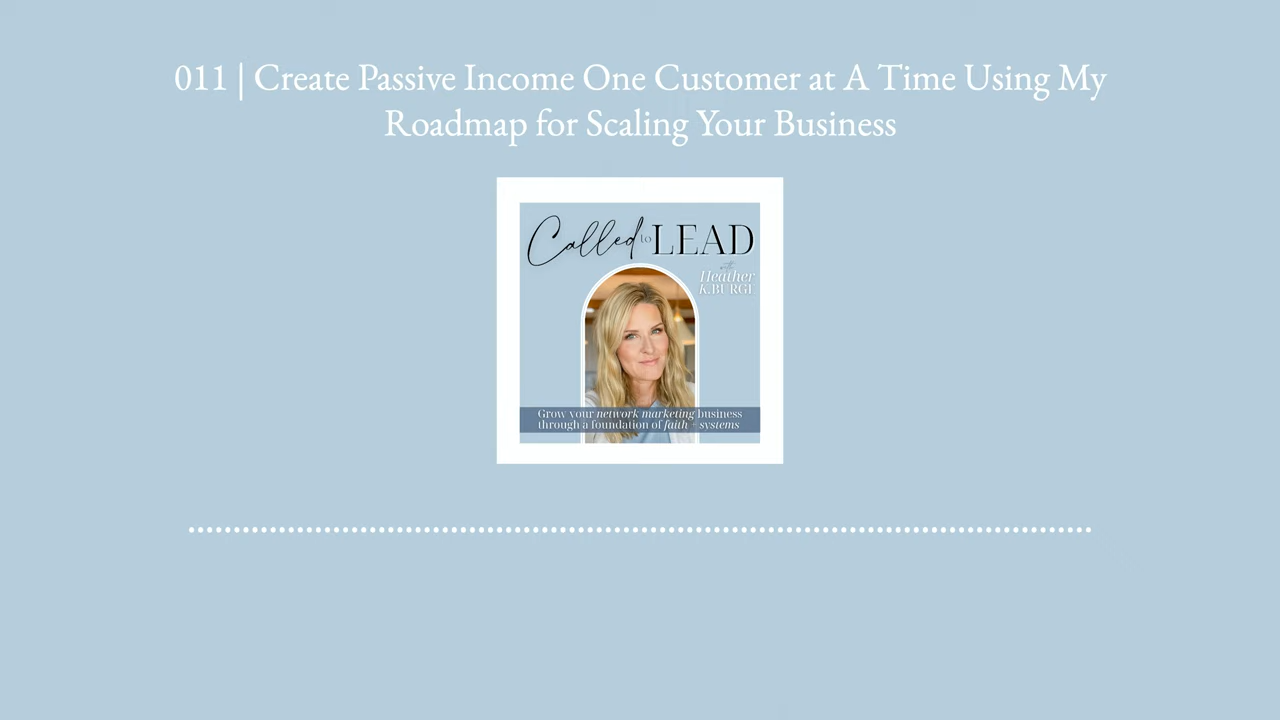 011 | Create Passive Income One Customer at A Time Using My
Roadmap for Scaling Your Business
Called to LEAD
with
Heather
K.BURGE
Grow your network marketing business
through a foundation of faith + systems